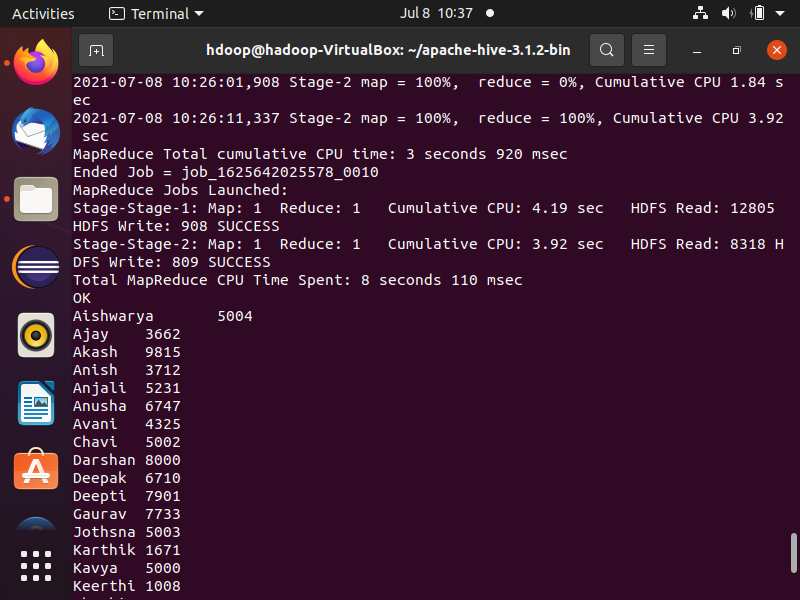 Activities Terminal Jul 8 10:37
hdoop@hadoop-VirtualBox: ~/apache-hive-3.1.2-bin
2021-07-08 10:26:01,908 Stage-2 map = 100%,  reduce = 0%, Cumulative CPU 1.84 s
ec
2021-07-08 10:26:11,337 Stage-2 map = 100%,  reduce = 100%, Cumulative CPU 3.92
 sec
MapReduce Total cumulative CPU time: 3 seconds 920 msec
Ended Job = job_1625642025578_0010
MapReduce Jobs Launched:
Stage-Stage-1: Map: 1  Reduce: 1   Cumulative CPU: 4.19 sec   HDFS Read: 12805
HDFS Write: 908 SUCCESS
Stage-Stage-2: Map: 1  Reduce: 1   Cumulative CPU: 3.92 sec   HDFS Read: 8318 H
DFS Write: 809 SUCCESS
Total MapReduce CPU Time Spent: 8 seconds 110 msec
OK
Aishwarya       5004
Ajay    3662
Akash   9815
Anish   3712
Anjali  5231
Anusha  6747
Avani   4325
Chavi   5002
Darshan 8000
Deepak  6710
Deepti  7901
Gaurav  7733
Jothsna 5003
Karthik 1671
Kavya   5000
Keerthi 1008